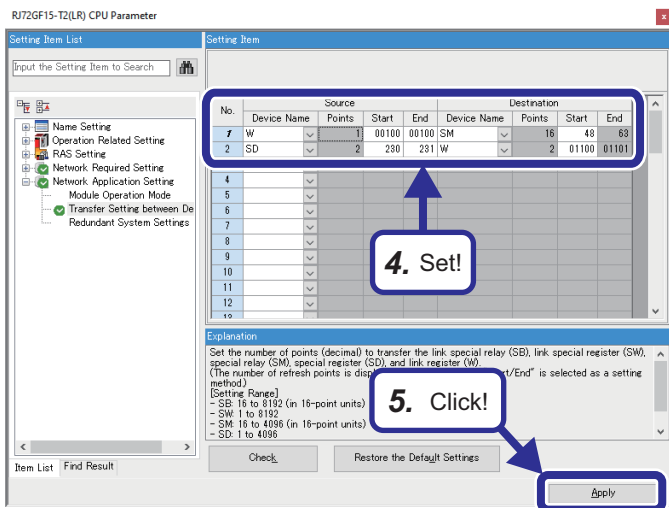 RJ72GF15-T2(LR) CPU Parameter
x
Setting Item List
Input the Setting Item to Search
Name Setting
Operation Related Setting
RAS Setting
Network Required Setting
Network Application Setting
Module Operation Mode
Transfer Setting between De
Redundant System Settings
Item List Find Result
Setting Item
No. Source Destination
Device Name Points Start End Device Name Points Start End
1 W 1 00100 00100 SM 16 48 63
2 SD 2 230 231 W 2 01100 01101
4
5
6
7
8
9
10
11
12
4. Set!
Explanation
Set the number of points (decimal) to transfer the link special relay (SB), link special register (SW),
special relay (SM), special register (SD), and link register (W).
(The number of refresh points is dis rt/End" is selected as a setting
method.)
[Setting Range]
- SB: 16 to 8192 (in 16-point units)
- SW: 1 to 8192
- SM: 16 to 4096 (in 16-point units)
- SD: 1 to 4096
5. Click!
Check Restore the Default Settings
Apply